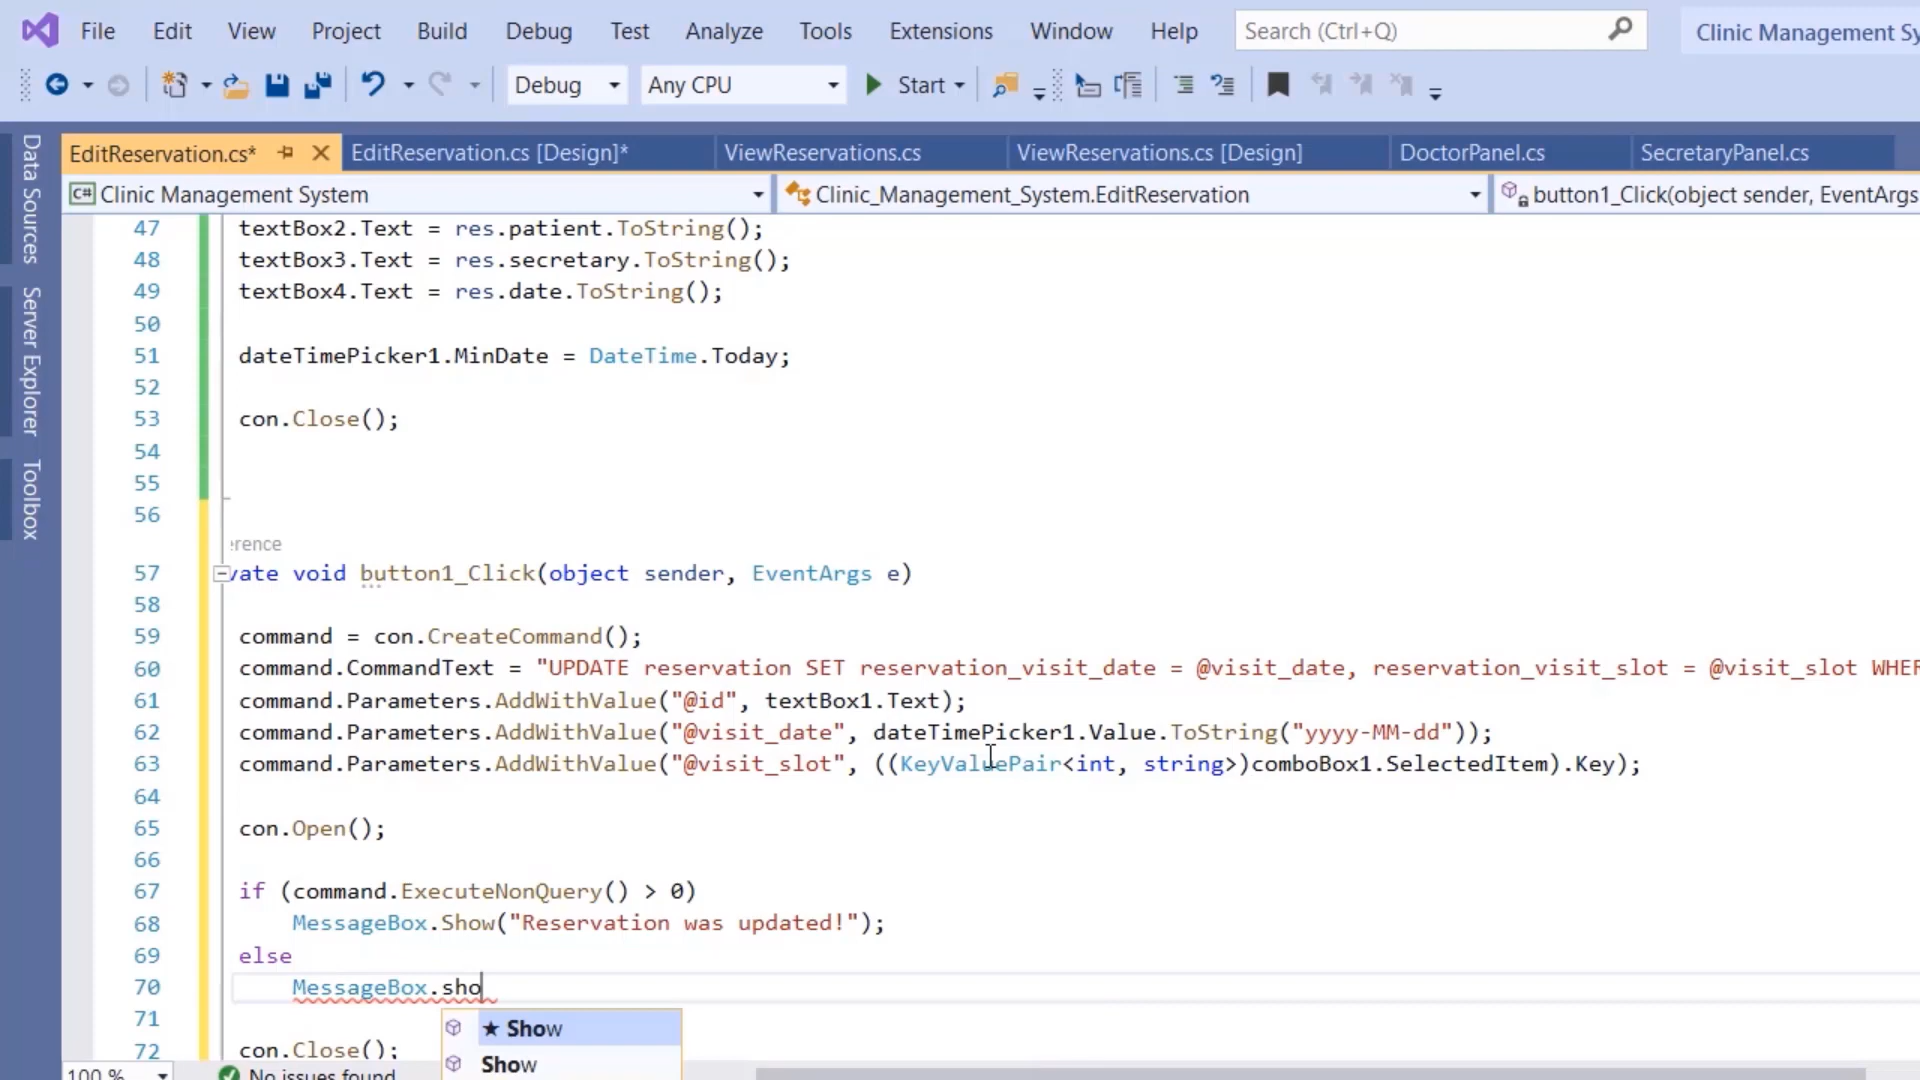 File Edit View Project Build Debug Test Analyze Tools Extensions Window Help Search (Ctrl+Q) Clinic Management Sy
Debug Any CPU Start
EditReservation.cs* EditReservation.cs [Design]* ViewReservations.cs ViewReservations.cs [Design] DoctorPanel.cs SecretaryPanel.cs
C# Clinic Management System Clinic_Management_System.EditReservation button1_Click(object sender, EventArgs
Data Sources
Server Explorer
Toolbox
47 textBox2.Text = res.patient.ToString();
48 textBox3.Text = res.secretary.ToString();
49 textBox4.Text = res.date.ToString();
50
51 dateTimePicker1.MinDate = DateTime.Today;
52
53 con.Close();
54
55
56
erence
57 vate void button1_Click(object sender, EventArgs e)
58
59 command = con.CreateCommand();
60 command.CommandText = "UPDATE reservation SET reservation_visit_date = @visit_date, reservation_visit_slot = @visit_slot WHER
61 command.Parameters.AddWithValue("@id", textBox1.Text);
62 command.Parameters.AddWithValue("@visit_date", dateTimePicker1.Value.ToString("yyyy-MM-dd"));
63 command.Parameters.AddWithValue("@visit_slot", ((KeyValuePair<int, string>)comboBox1.SelectedItem).Key);
64
65 con.Open();
66
67 if (command.ExecuteNonQuery() > 0)
68 MessageBox.Show("Reservation was updated!");
69 else
70 MessageBox.sho
71
★ Show
72 con.Close();
Show
100 % No issues found